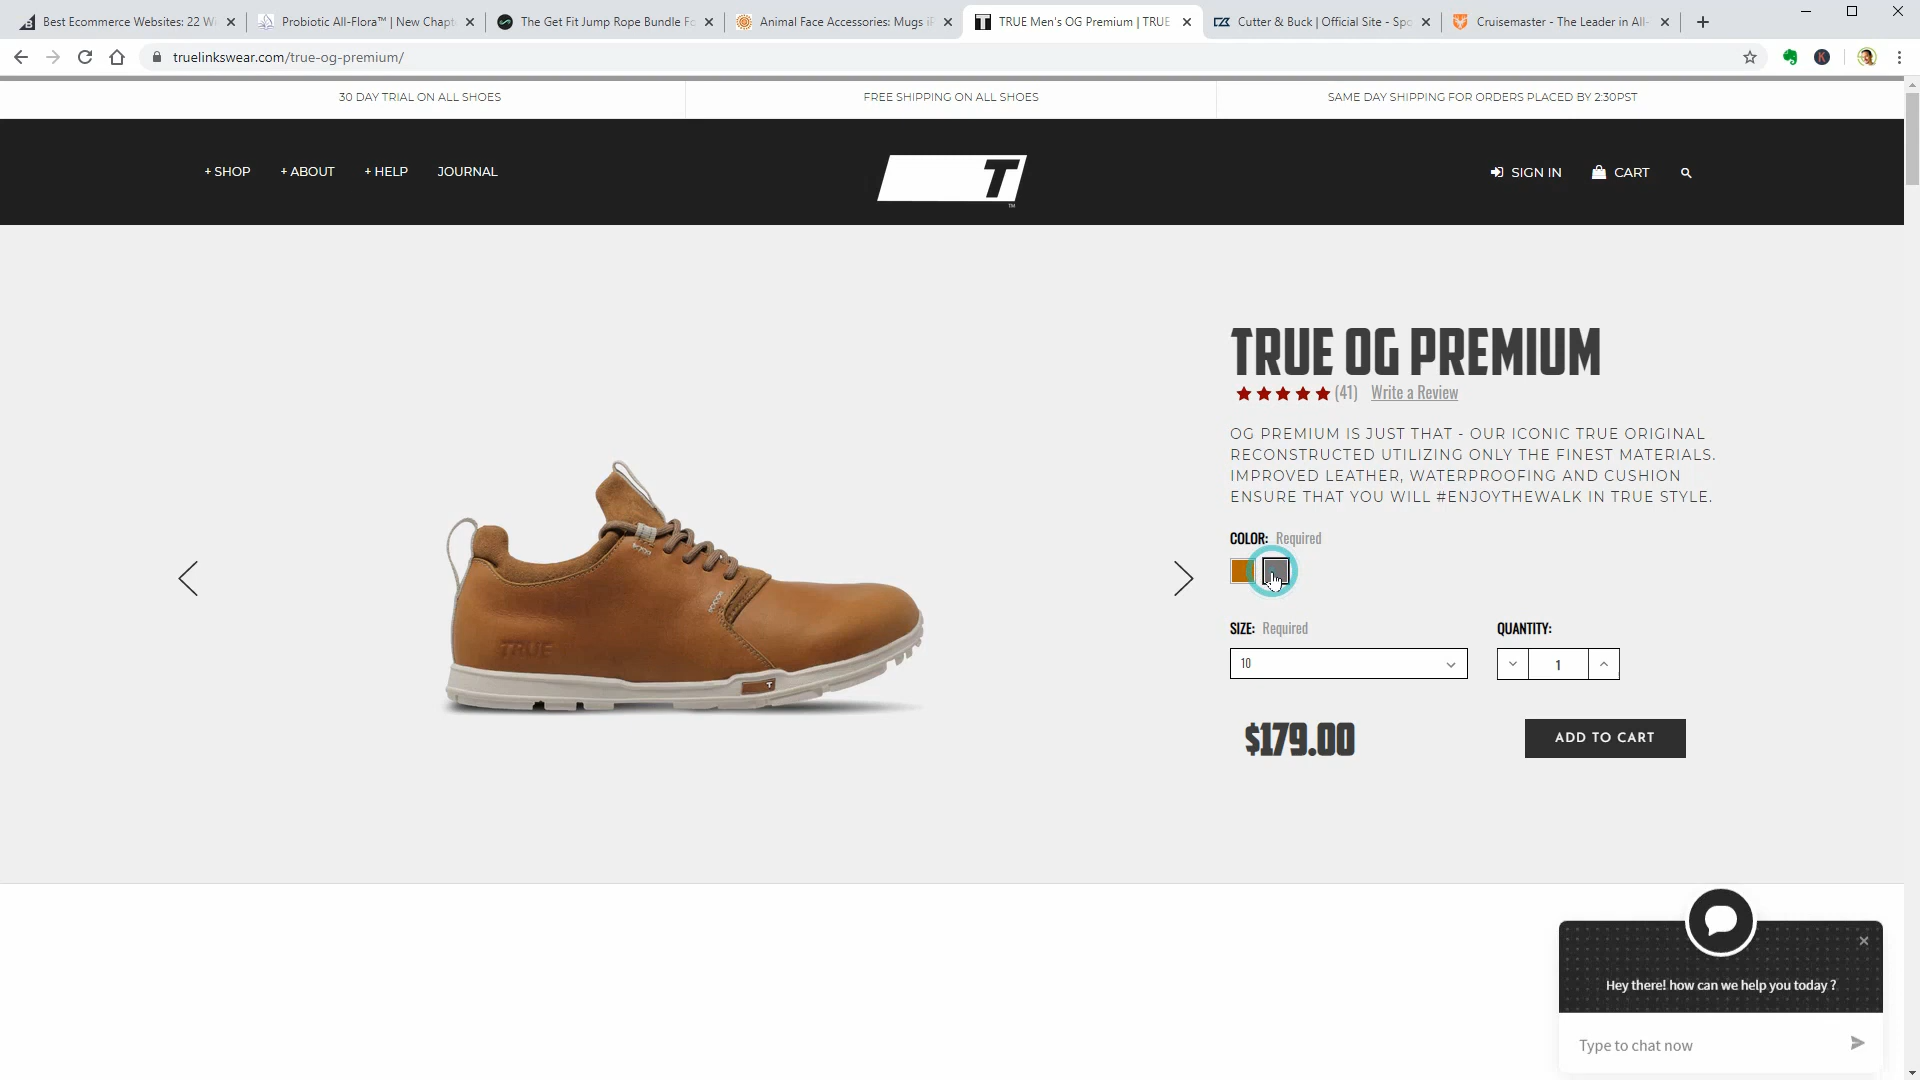 Best Ecommerce Websites: 22 Wi
Probiotic All-Flora™ | New Chapt
The Get Fit Jump Rope Bundle Fo
Animal Face Accessories: Mugs iP
TRUE Men's OG Premium | TRUE
Cutter & Buck | Official Site - Spo
Cruisemaster - The Leader in All-
truelinkswear.com/true-og-premium/
30 DAY TRIAL ON ALL SHOES
FREE SHIPPING ON ALL SHOES
SAME DAY SHIPPING FOR ORDERS PLACED BY 2:30PST
+ SHOP
+ ABOUT
+ HELP
JOURNAL
T
TM
SIGN IN
CART
TRUE OG PREMIUM
(41) Write a Review
OG PREMIUM IS JUST THAT - OUR ICONIC TRUE ORIGINAL
RECONSTRUCTED UTILIZING ONLY THE FINEST MATERIALS.
IMPROVED LEATHER, WATERPROOFING AND CUSHION
ENSURE THAT YOU WILL #ENJOYTHEWALK IN TRUE STYLE.
COLOR: Required
SIZE: Required
QUANTITY:
10
1
TRUE
T
$179.00
ADD TO CART
Hey there! how can we help you today ?
Type to chat now